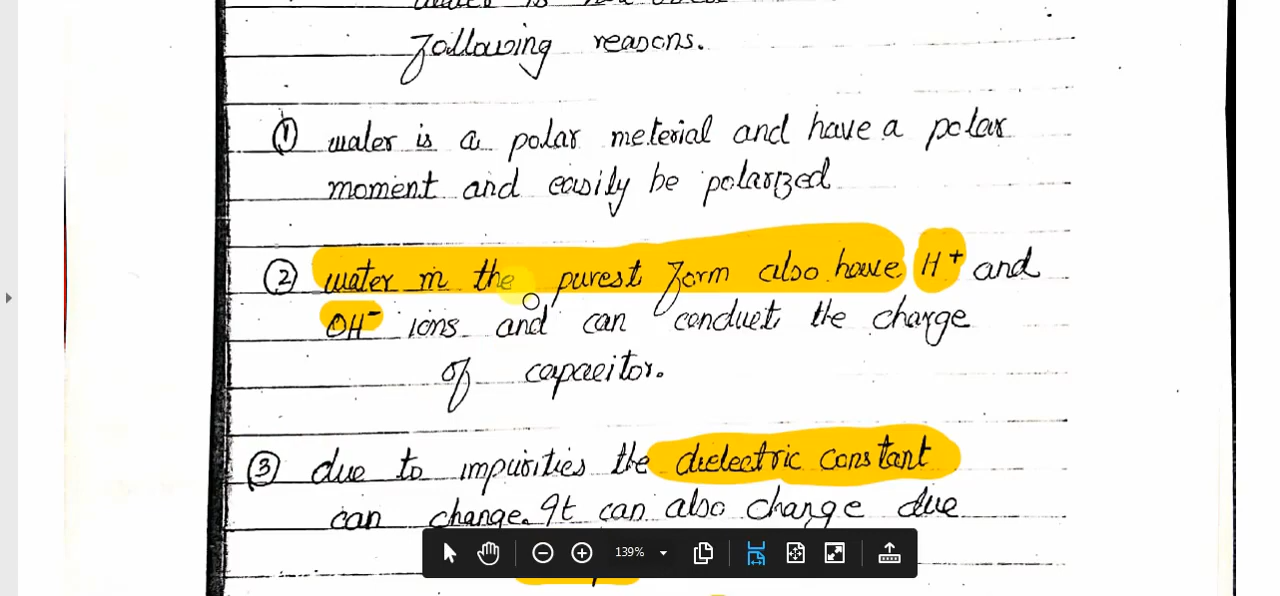 following reasons.
① water is a polar meterial and have a polar
moment and easily be polarized
② water in the purest form also have H+ and
OH- ions and can conduct the charge
of capacitor.
③ due to impurities the dielectric constant
can change. It can also change due
139%